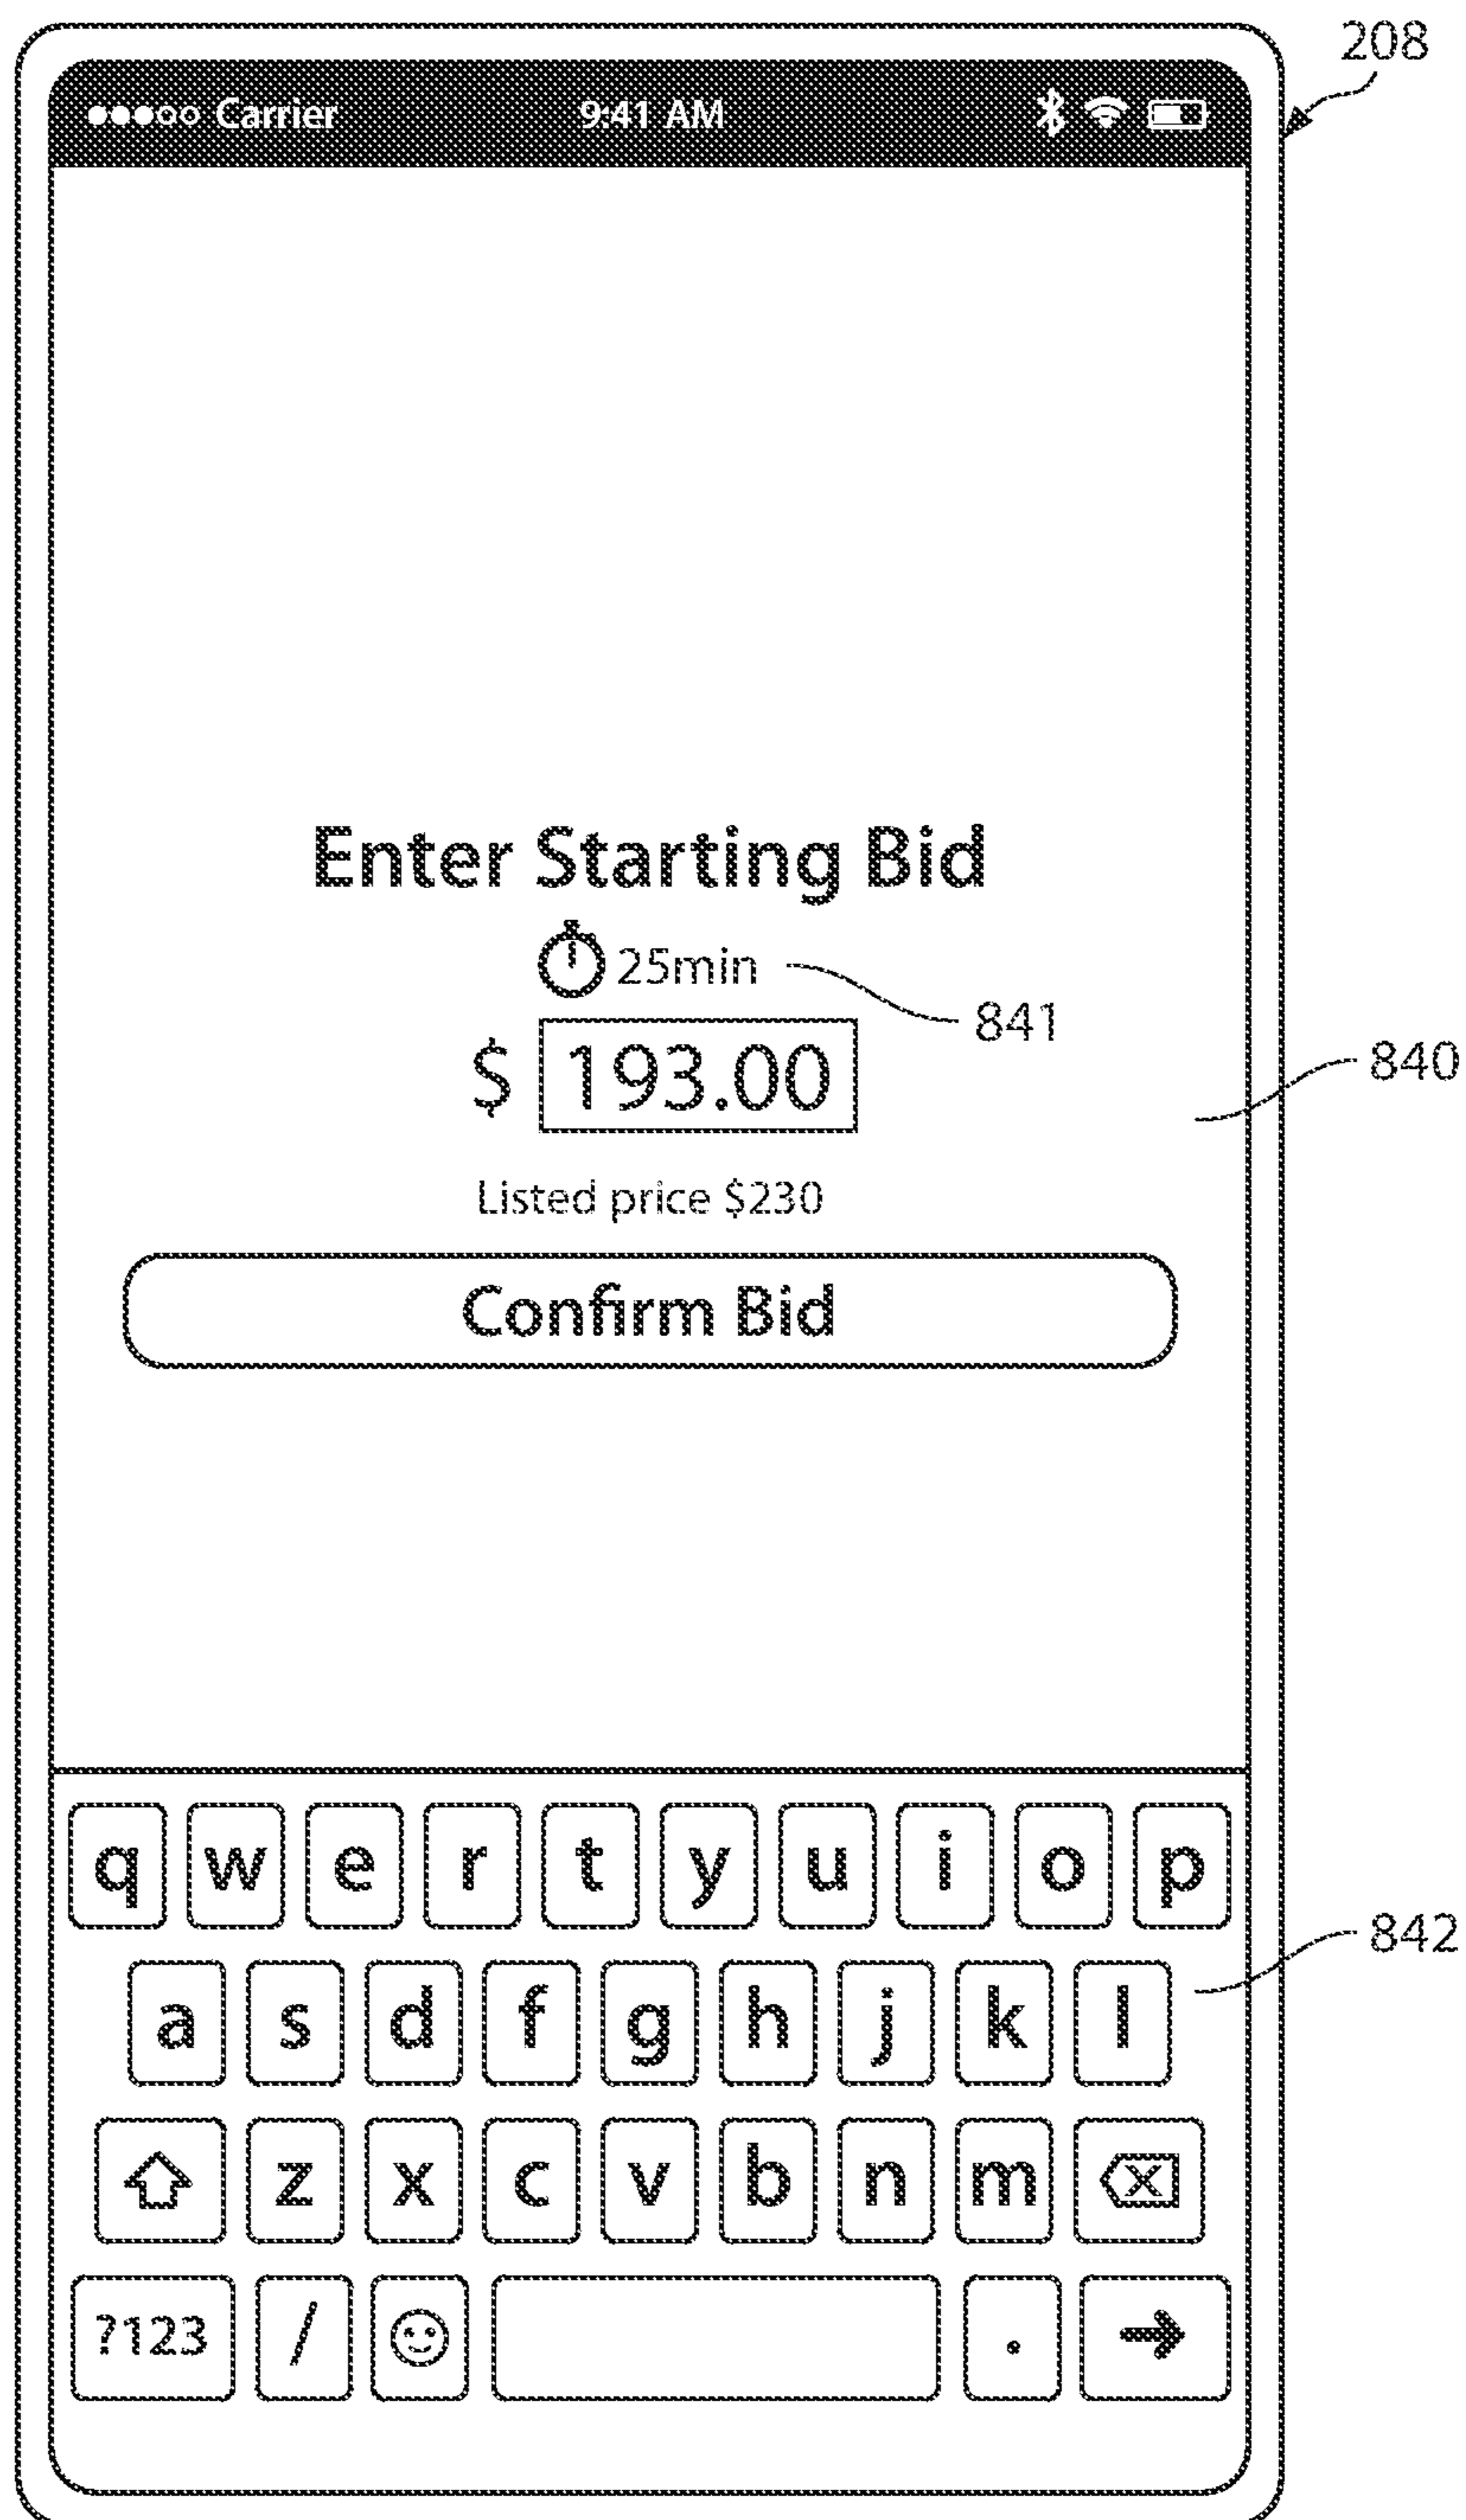 208
Carrier 9:41 AM
Enter Starting Bid
25min
841
$ 193.00
840
Listed price $230
Confirm Bid
q w e r t y u i o p
842
a s d f g h j k l
z x c v b n m x
?123 / .